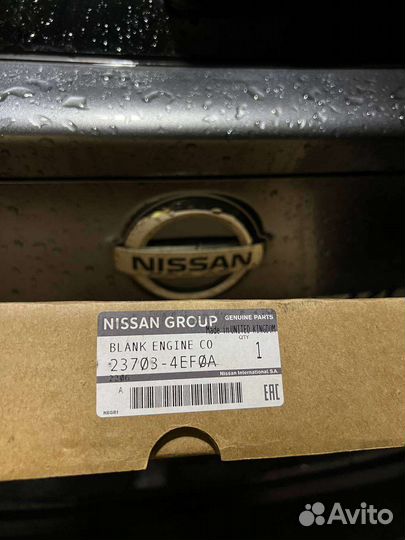 NISSAN
NISSAN GROUP GENUINE PARTS
Made in UNITED KINGDOM
BLANK ENGINE CO QTY 1
23703-4EF0A
Nissan International S.A
A
EAC
Avito